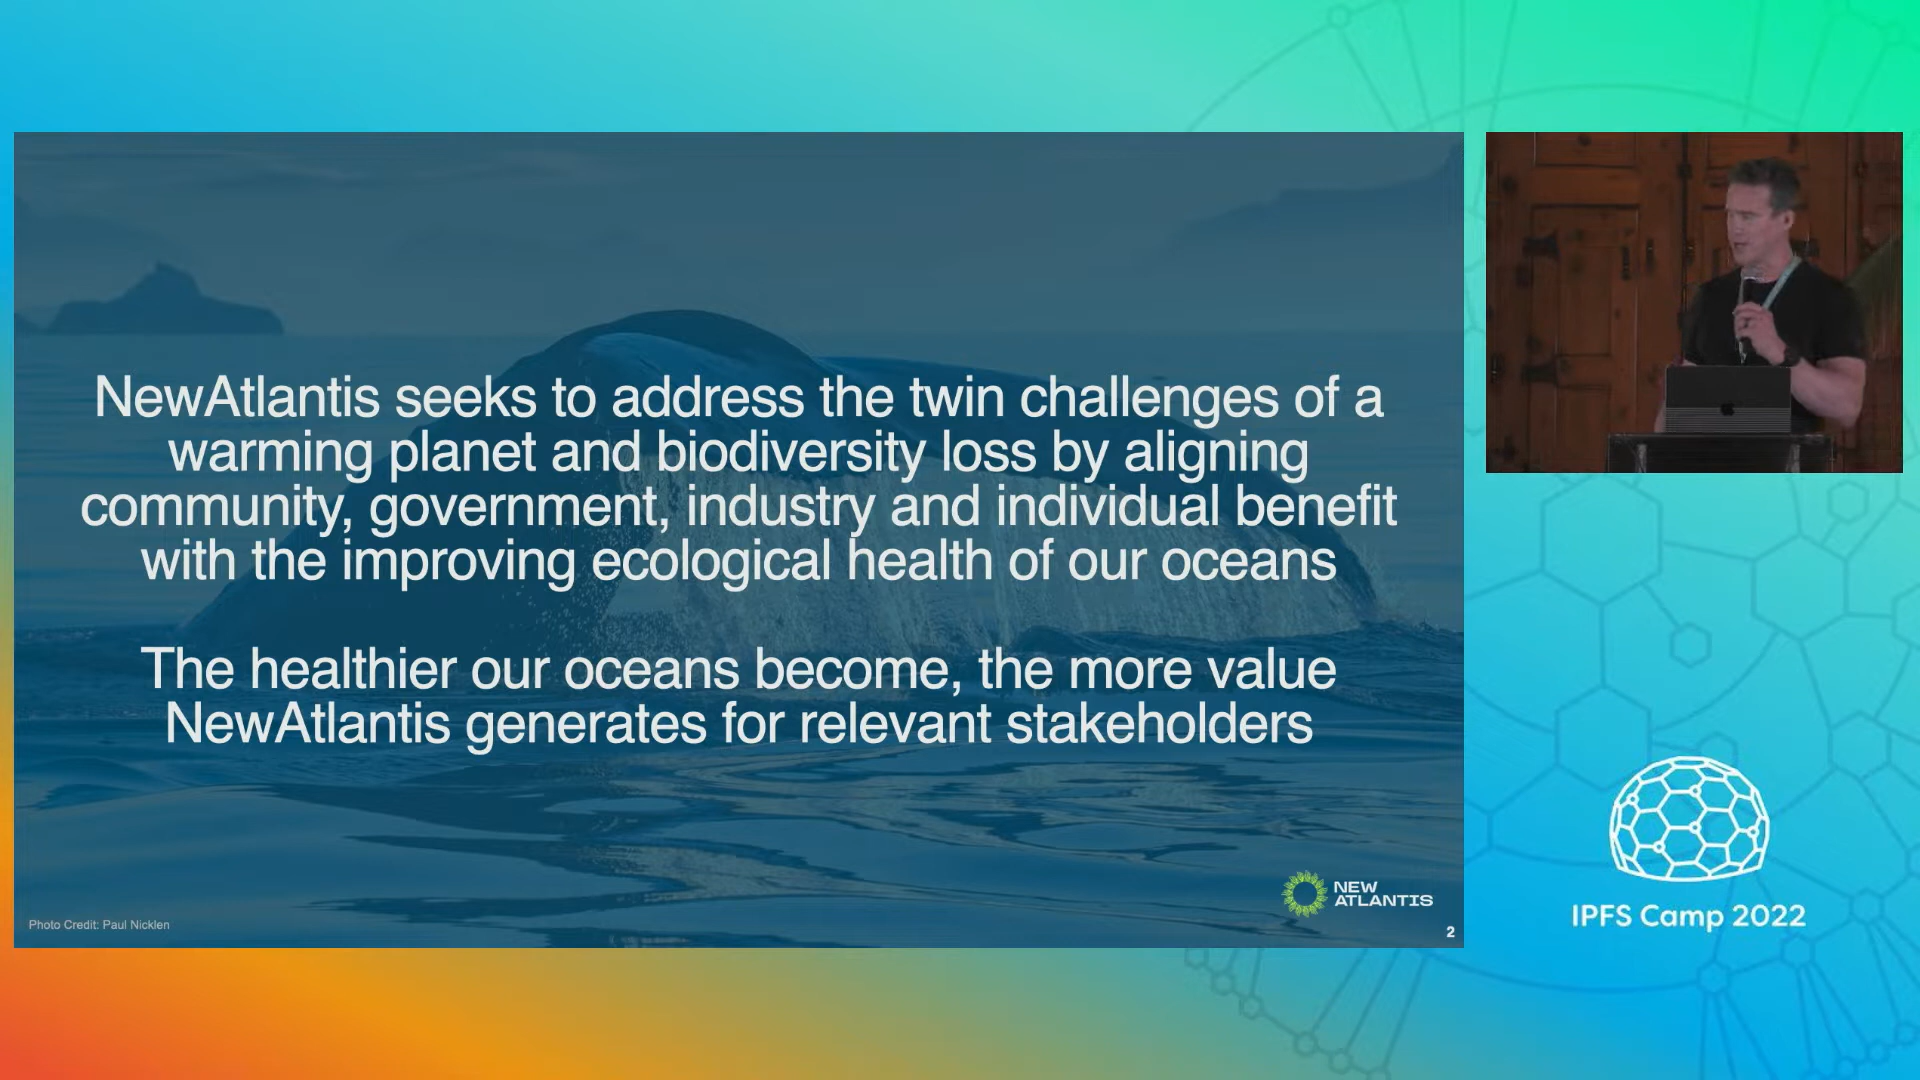 NewAtlantis seeks to address the twin challenges of a
warming planet and biodiversity loss by aligning
community, government, industry and individual benefit
with the improving ecological health of our oceans
The healthier our oceans become, the more value
NewAtlantis generates for relevant stakeholders
NEW
ATLANTIS
Photo Credit: Paul Nicklen
2
IPFS Camp 2022